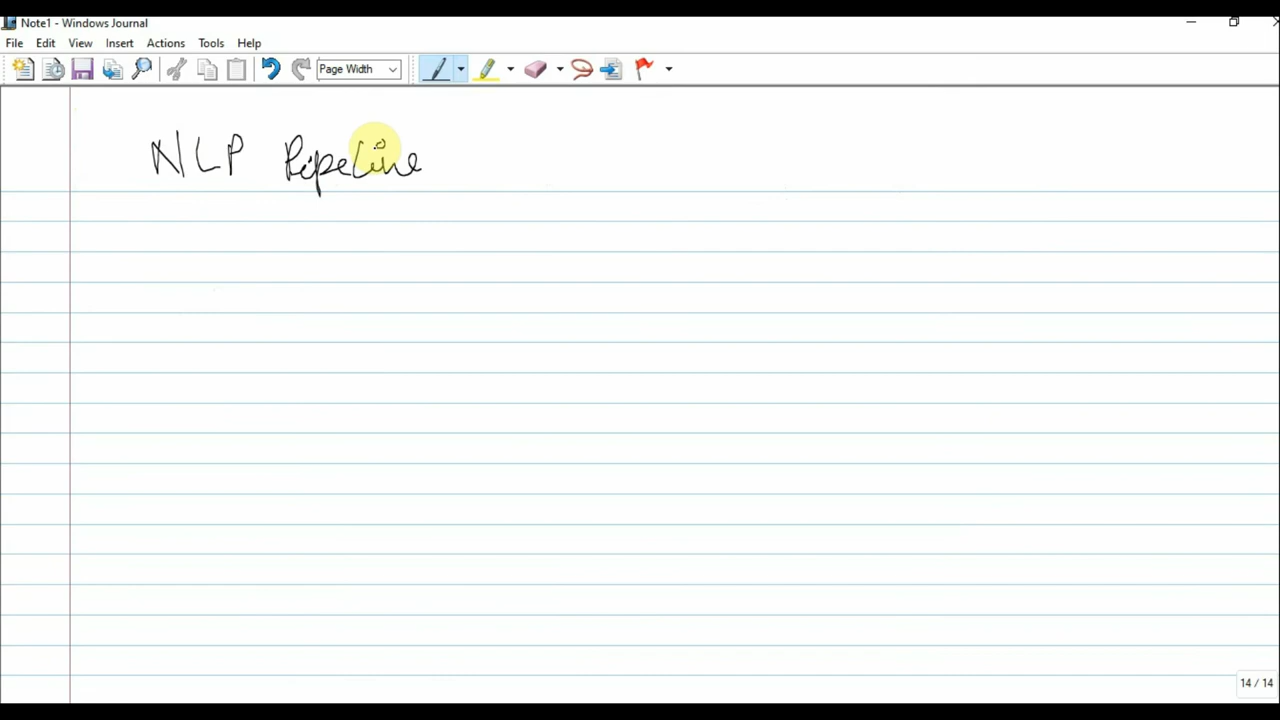 Note1 - Windows Journal
File Edit View Insert Actions Tools Help
Page Width
NLP Pipeline
14 / 14